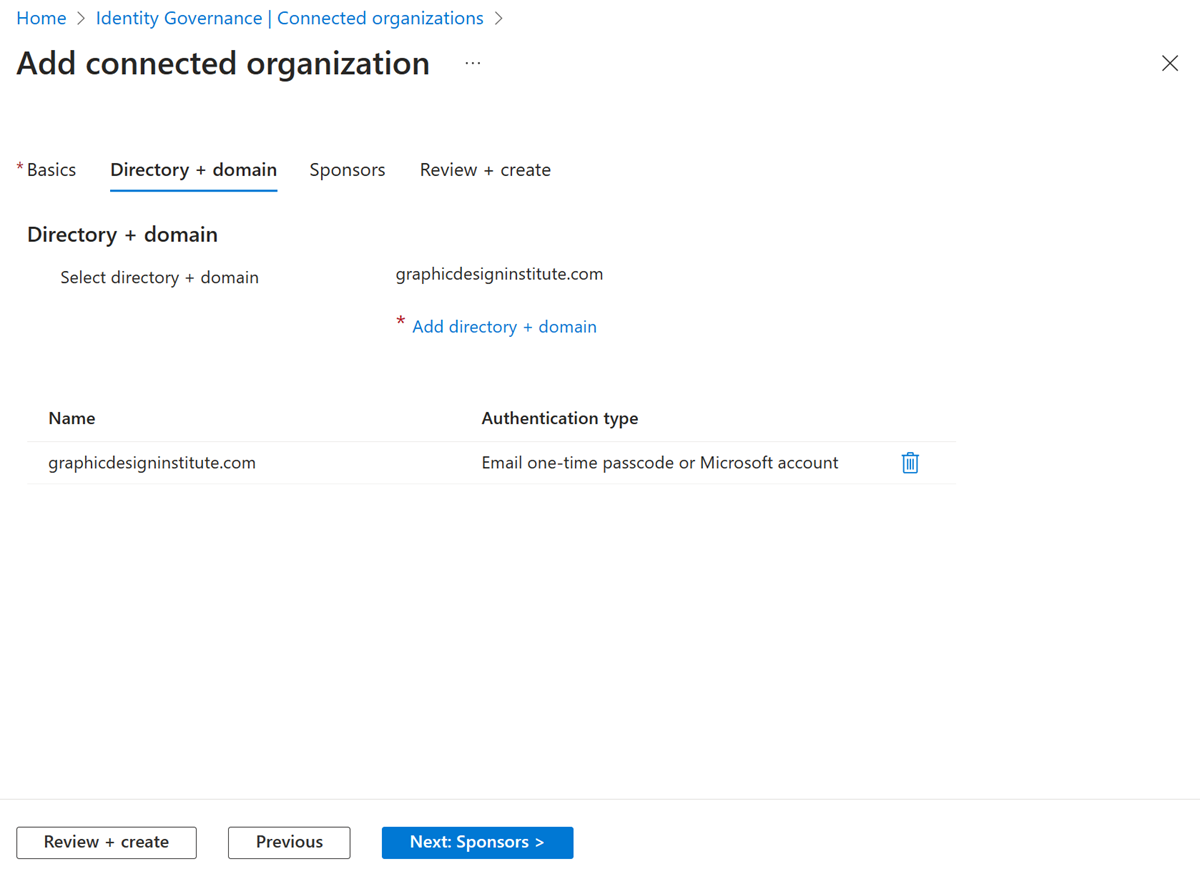 Home > Identity Governance | Connected organizations >
Add connected organization ...
* Basics Directory + domain Sponsors Review + create
Directory + domain
Select directory + domain graphicdesigninstitute.com
* Add directory + domain
Name Authentication type
graphicdesigninstitute.com Email one-time passcode or Microsoft account
Review + create Previous Next: Sponsors >